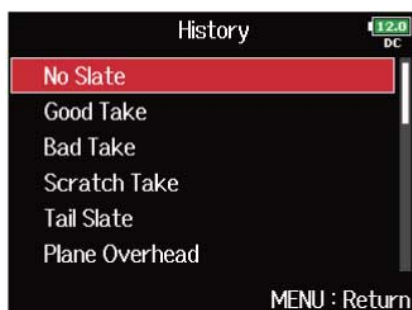 History
12.0
DC
No Slate
Good Take
Bad Take
Scratch Take
Tail Slate
Plane Overhead
MENU : Return